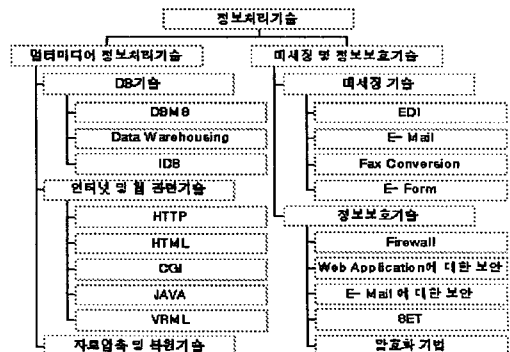 정보처리기술
멀티미디어 정보처리기술
DB기술
DBMS
Data Warehousing
IDB
인터넷 및 웹 관련기술
HTTP
HTML
CGI
JAVA
VRML
자료압축 및 복원기술
메세징 및 정보보호기술
메세징 기술
EDI
E- Mail
Fax Conversion
E- Form
정보보호기술
Firewall
Web Application에 대한 보안
E- Mail 에 대한 보안
SET
암호화 기법